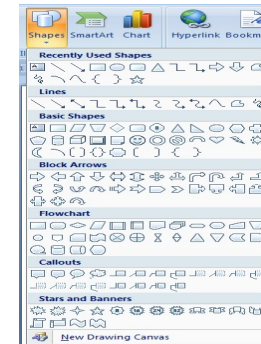 Shapes SmartArt Chart Hyperlink Bookm
Recently Used Shapes
Lines
Basic Shapes
Block Arrows
Flowchart
Callouts
Stars and Banners
New Drawing Canvas